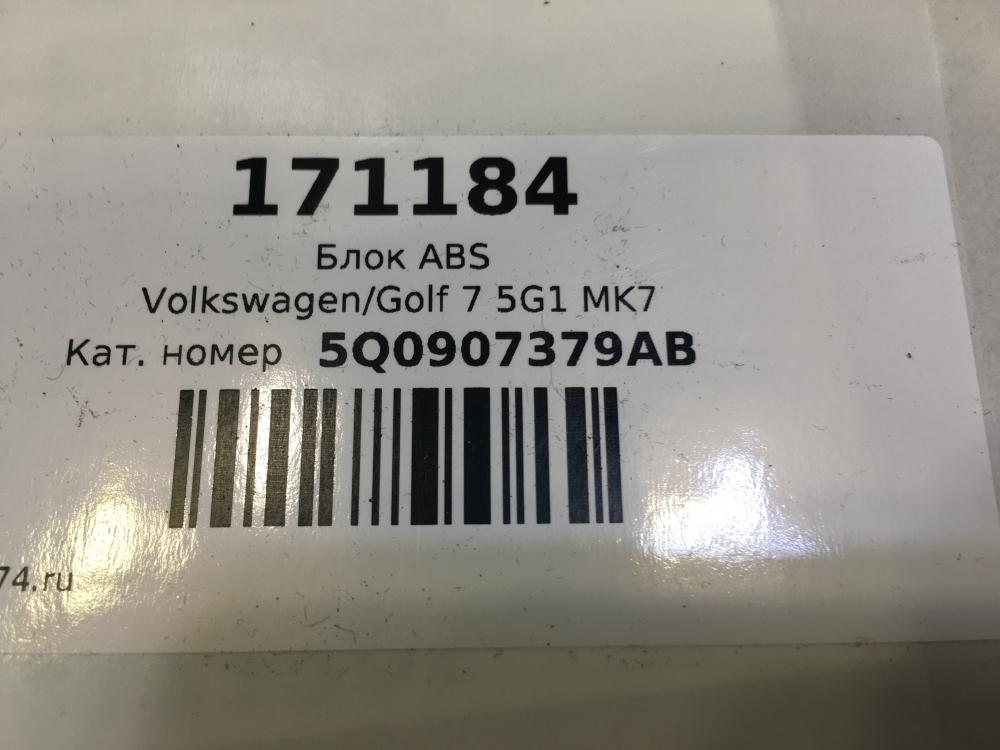 171184
Блок ABS
Volkswagen/Golf 7 5G1 MK7
Кат. номер 5Q0907379AB
74.ru